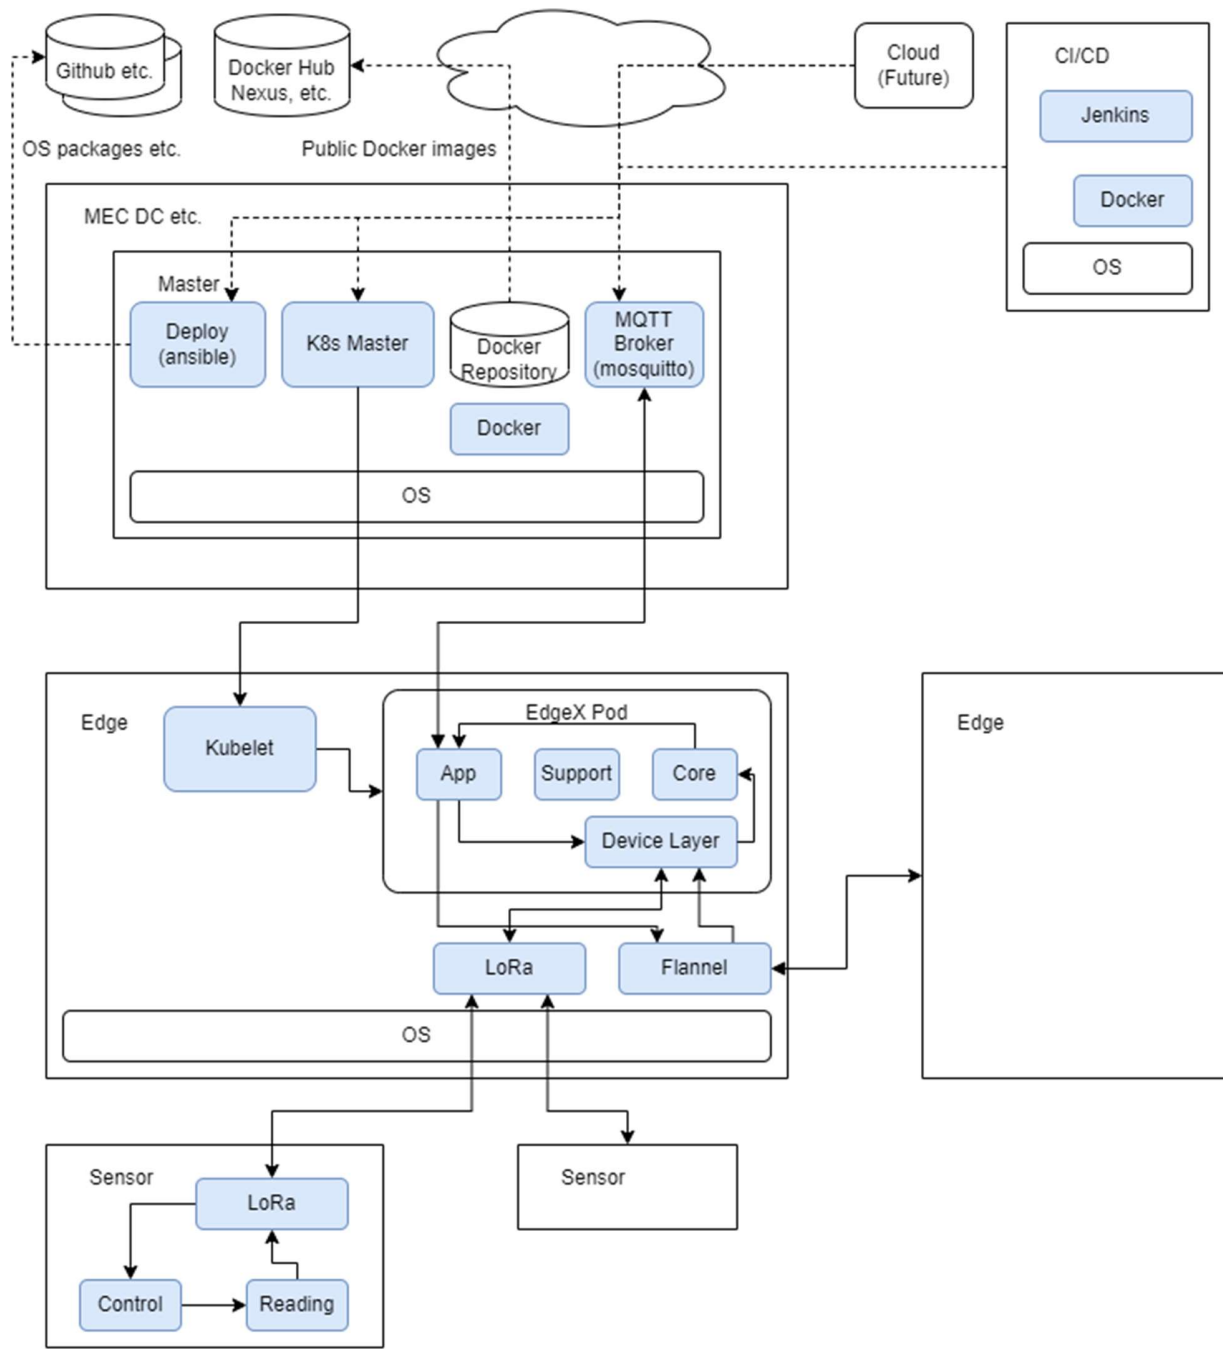 Github etc.
Docker Hub
Nexus, etc.
Cloud
(Future)
CI/CD
Jenkins
Docker
OS
OS packages etc.
Public Docker images
MEC DC etc.
Master
Deploy
(ansible)
K8s Master
Docker
Repository
MQTT
Broker
(mosquitto)
Docker
OS
Edge
Kubelet
EdgeX Pod
App
Support
Core
Device Layer
LoRa
Flannel
OS
Edge
Sensor
LoRa
Control
Reading
Sensor